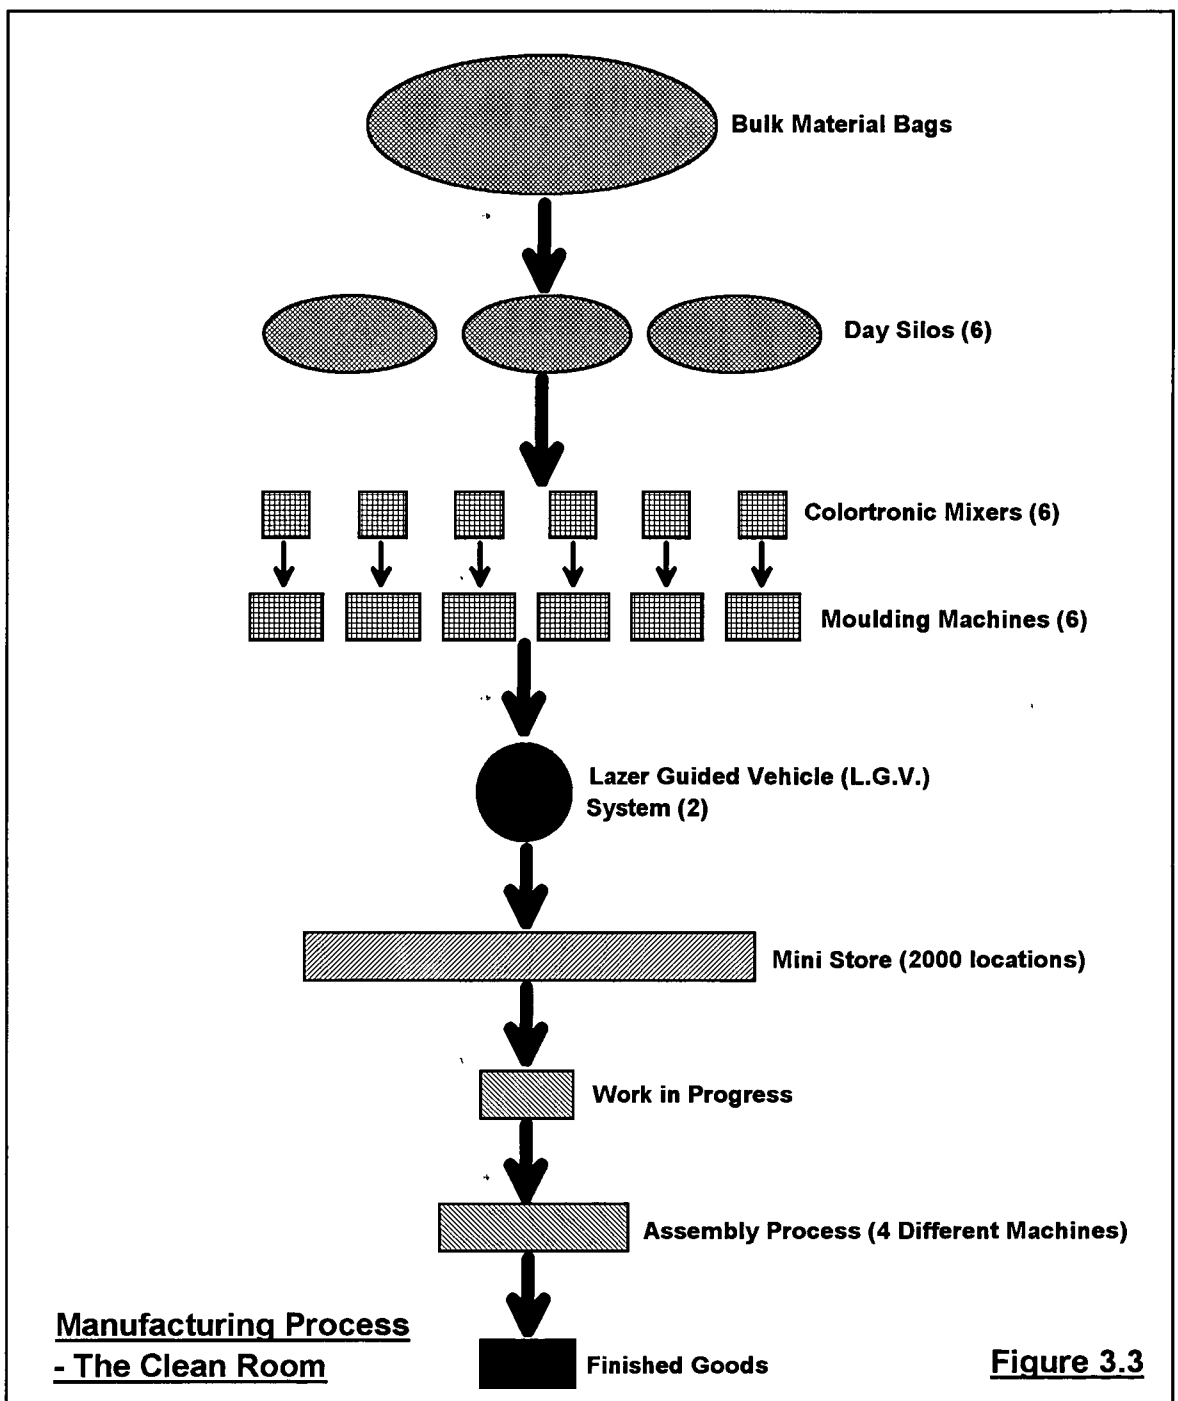 Bulk Material Bags
Day Silos (6)
Colortronic Mixers (6)
Moulding Machines (6)
Lazer Guided Vehicle (L.G.V.)
System (2)
Mini Store (2000 locations)
Work in Progress
Assembly Process (4 Different Machines)
Finished Goods
Manufacturing Process
- The Clean Room
Figure 3.3